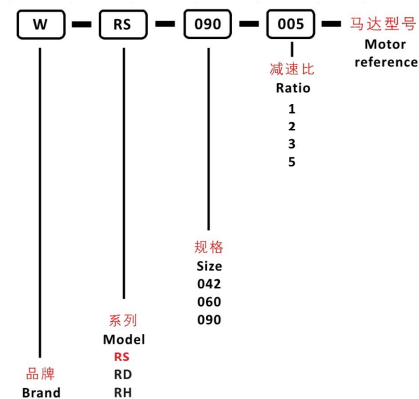 W RS 090 005 马达型号
Motor
reference
减速比
Ratio
1
2
3
5
规格
Size
042
060
090
系列
Model
RS
RD
RH
品牌
Brand